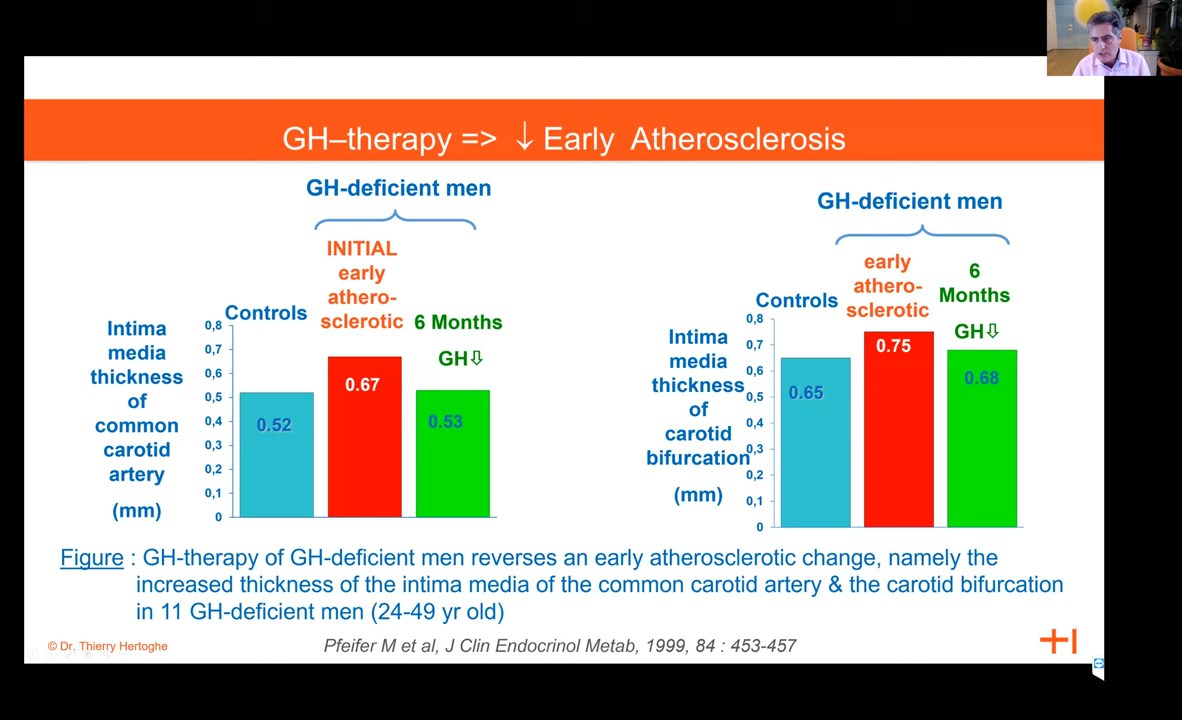 GH–therapy => ↓ Early Atherosclerosis
GH-deficient men
INITIAL
early
athero-
sclerotic
Controls
6 Months
GH⇩
Intima
media
thickness
of
common
carotid
artery
(mm)
0,8
0,7
0,6
0,5
0,4
0,3
0,2
0,1
0
0.52
0.67
0.53
GH-deficient men
early
athero-
sclerotic
Controls
6
Months
GH⇩
Intima
media
thickness
of
carotid
bifurcation
(mm)
0,8
0,7
0,6
0,5
0,4
0,3
0,2
0,1
0
0.65
0.75
0.68
Figure : GH-therapy of GH-deficient men reverses an early atherosclerotic change, namely the
increased thickness of the intima media of the common carotid artery & the carotid bifurcation
in 11 GH-deficient men (24-49 yr old)
© Dr. Thierry Hertoghe
Pfeifer M et al, J Clin Endocrinol Metab, 1999, 84 : 453-457